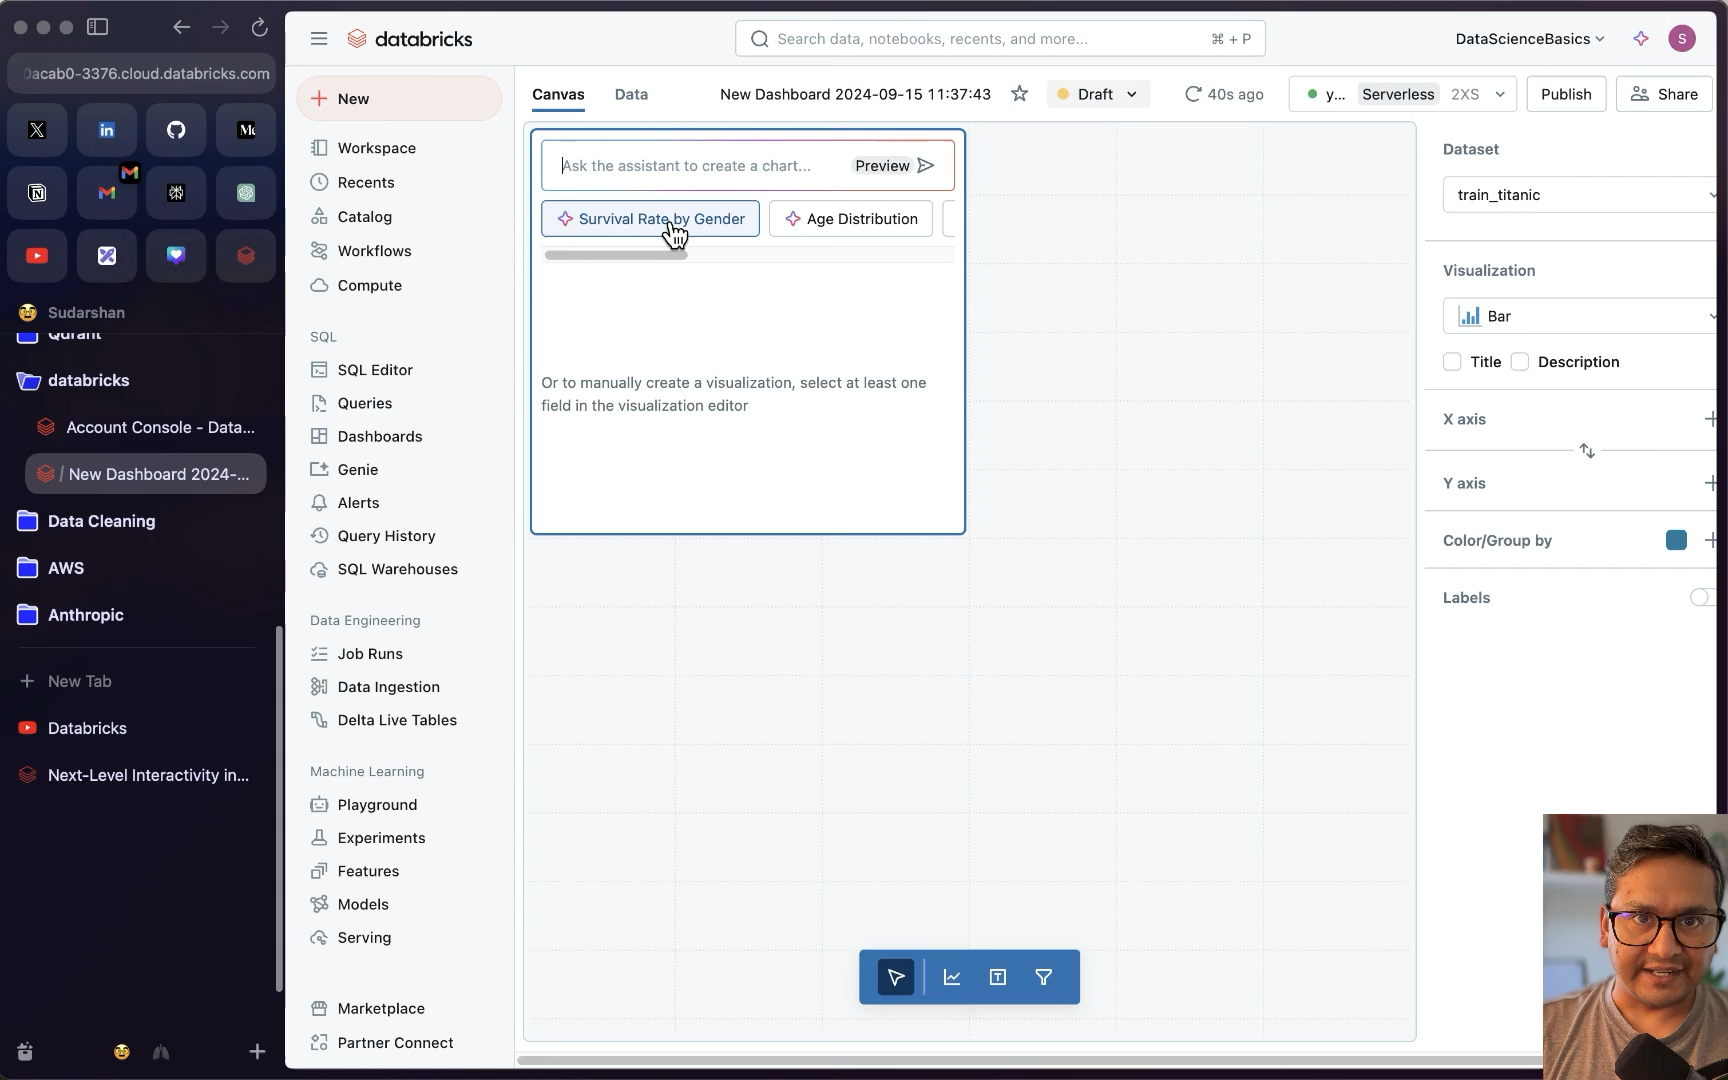 0acab0-3376.cloud.databricks.com
Sudarshan
Qdrant
databricks
Account Console - Data...
/ New Dashboard 2024-...
Data Cleaning
AWS
Anthropic
New Tab
Databricks
Next-Level Interactivity in...
databricks
Search data, notebooks, recents, and more...
⌘ + P
DataScienceBasics
S
New
Workspace
Recents
Catalog
Workflows
Compute
SQL
SQL Editor
Queries
Dashboards
Genie
Alerts
Query History
SQL Warehouses
Data Engineering
Job Runs
Data Ingestion
Delta Live Tables
Machine Learning
Playground
Experiments
Features
Models
Serving
Marketplace
Partner Connect
Canvas
Data
New Dashboard 2024-09-15 11:37:43
Draft
40s ago
y... Serverless 2XS
Publish
Share
Ask the assistant to create a chart...
Preview
Survival Rate by Gender
Age Distribution
Or to manually create a visualization, select at least one
field in the visualization editor
Dataset
train_titanic
Visualization
Bar
Title
Description
X axis
Y axis
Color/Group by
Labels